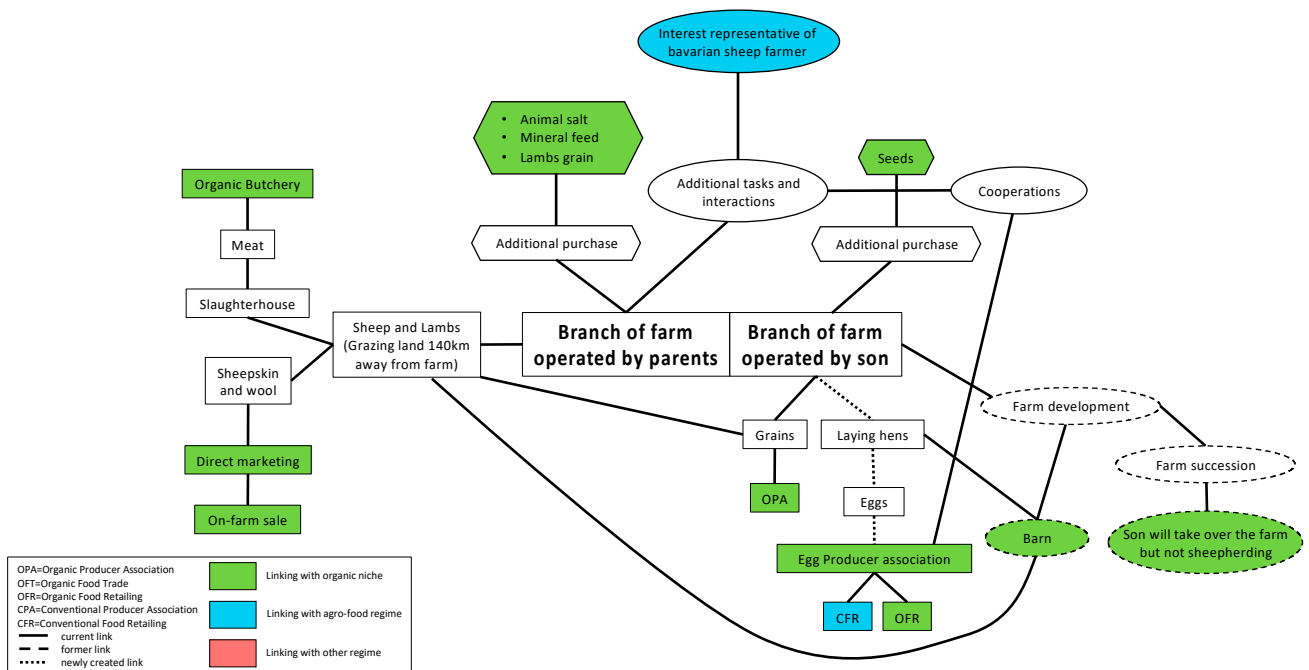 Interest representative of
bavarian sheep farmer
• Animal salt
• Mineral feed
• Lambs grain
Seeds
Organic Butchery
Additional tasks and
interactions
Cooperations
Meat
Additional purchase
Additional purchase
Slaughterhouse
Sheep and Lambs
(Grazing land 140km
away from farm)
Branch of farm
operated by parents
Branch of farm
operated by son
Sheepskin
and wool
Farm development
Grains
Laying hens
Direct marketing
Farm succession
OPA
Eggs
On-farm sale
Barn
Son will take over the farm
but not sheepherding
Egg Producer association
CFR
OFR
OPA=Organic Producer Association
OFT=Organic Food Trade
OFR=Organic Food Retailing
CPA=Conventional Producer Association
CFR=Conventional Food Retailing
current link
former link
newly created link
Linking with organic niche
Linking with agro-food regime
Linking with other regime